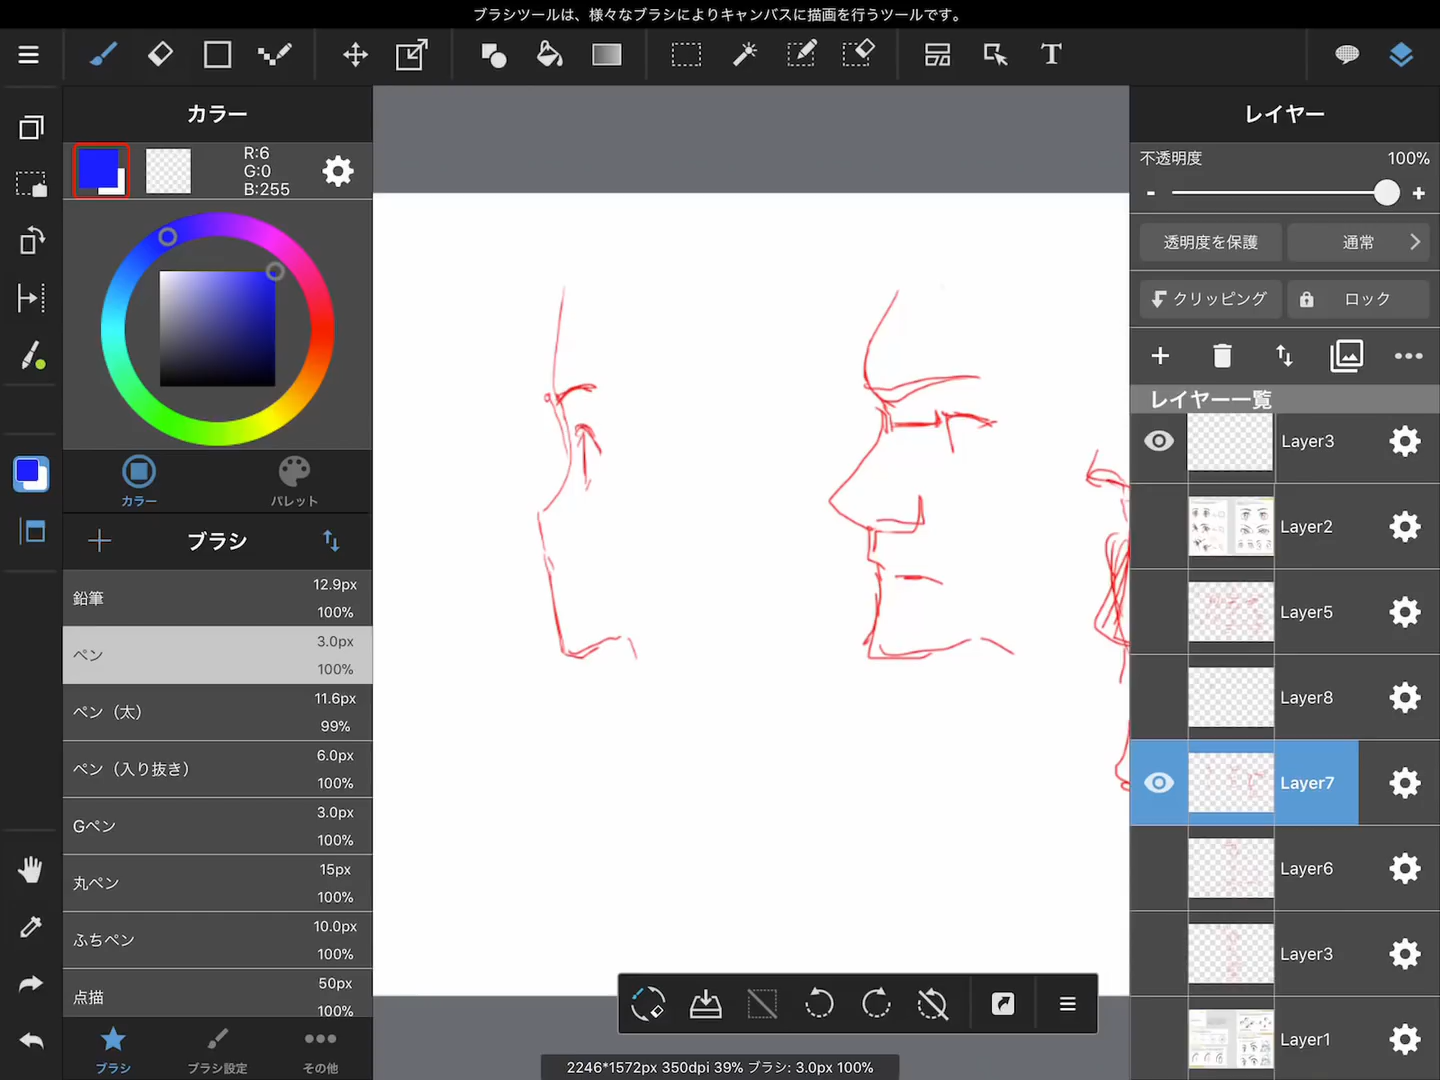 ブラシツールは、様々なブラシによりキャンバスに描画を行うツールです。
T
カラー
R:6
G:0
B:255
カラー
パレット
ブラシ
鉛筆
12.9px
100%
ペン
3.0px
100%
ペン（太）
11.6px
99%
ペン（入り抜き）
6.0px
100%
Gペン
3.0px
100%
丸ペン
15px
100%
ふちペン
10.0px
100%
点描
50px
100%
ブラシ
ブラシ設定
その他
レイヤー
不透明度
100%
- +
透明度を保護
通常
クリッピング
ロック
レイヤー一覧
Layer3
Layer2
Layer5
Layer8
Layer7
Layer6
Layer3
Layer1
2246*1572px 350dpi 39% ブラシ: 3.0px 100%